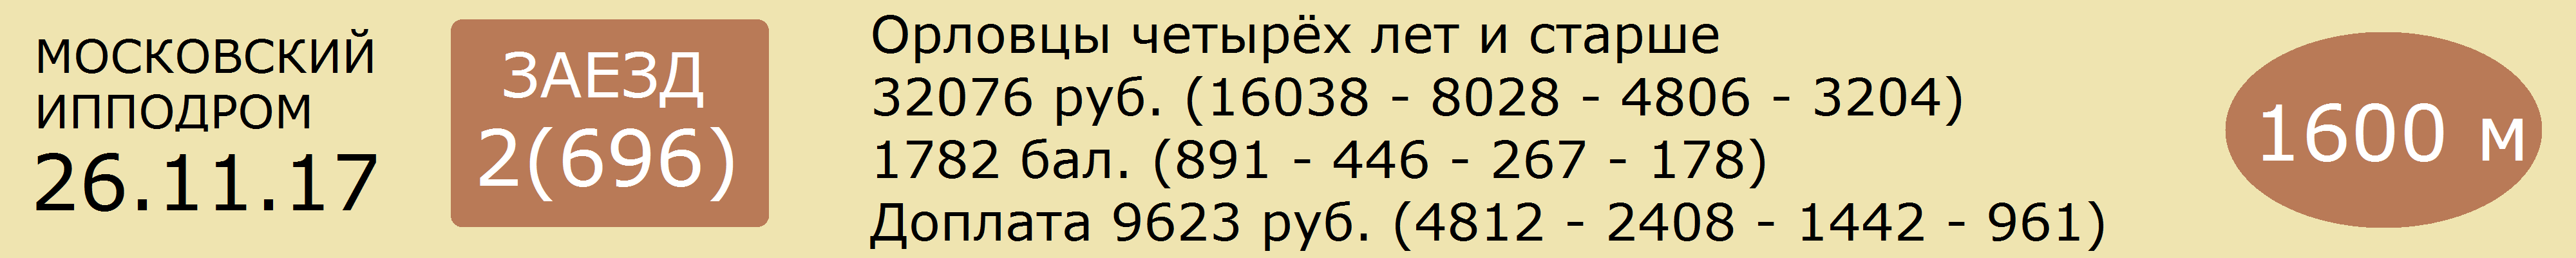 МОСКОВСКИЙ
ИППОДРОМ
26.11.17
ЗАЕЗД
2(696)
Орловцы четырёх лет и старше
32076 руб. (16038 - 8028 - 4806 - 3204)
1782 бал. (891 - 446 - 267 - 178)
Доплата 9623 руб. (4812 - 2408 - 1442 - 961)
1600 м